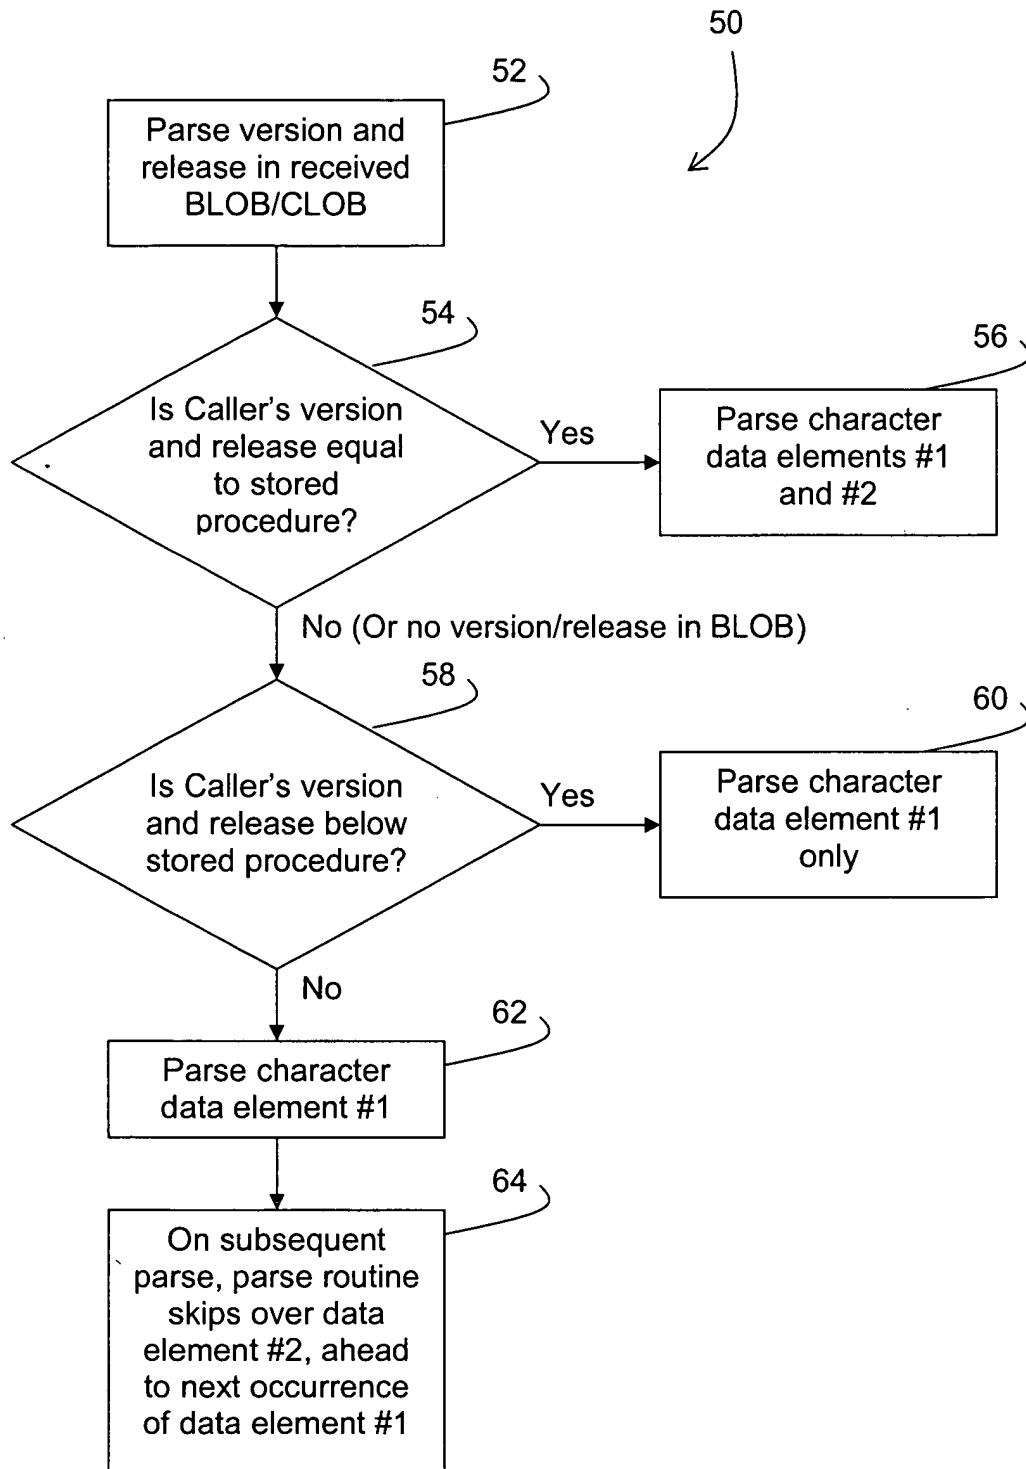 50
52
Parse version and
release in received
BLOB/CLOB
54
Is Caller's version
and release equal
to stored
procedure?
Yes
56
Parse character
data elements #1
and #2
No (Or no version/release in BLOB)
58
Is Caller's version
and release below
stored procedure?
Yes
60
Parse character
data element #1
only
No
62
Parse character
data element #1
64
On subsequent
parse, parse routine
skips over data
element #2, ahead
to next occurrence
of data element #1